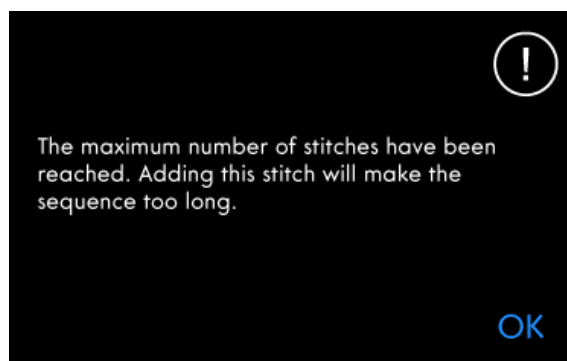 !
The maximum number of stitches have been
reached. Adding this stitch will make the
sequence too long.
OK